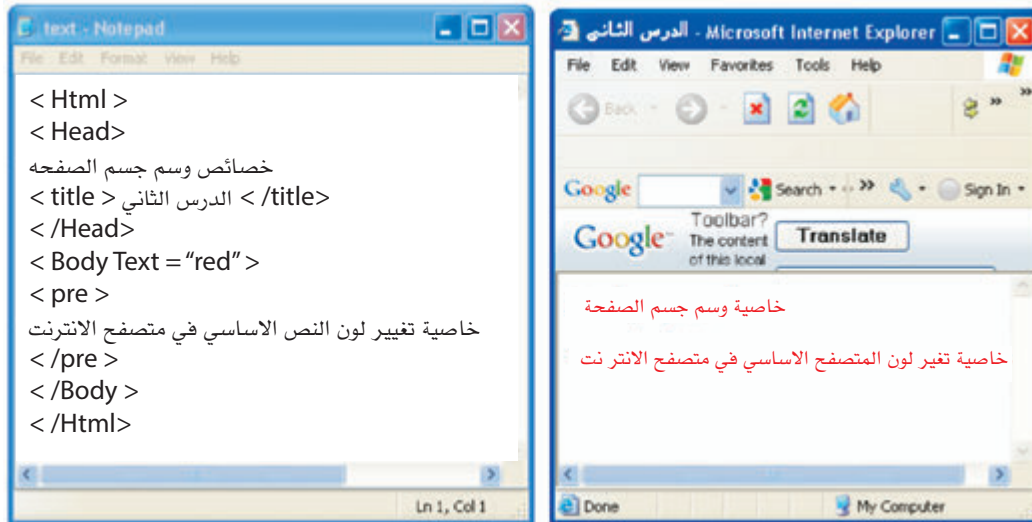 text - Notepad
File Edit Format View Help
< Html >
< Head>
خصائص وسم جسم الصفحه
< title > الدرس الثاني < /title>
< /Head>
< Body Text = “red” >
< pre >
خاصية تغيير لون النص الاساسي في متصفح الانترنت
< /pre >
< /Body >
< /Html>
Ln 1, Col 1
الدرس الثانى - Microsoft Internet Explorer
File Edit View Favorites Tools Help
Back
Google Search Sign In
Google Toolbar?
The content
of this local
Translate
خاصية وسم جسم الصفحة
خاصية تغير لون المتصفح الاساسي في متصفح الانتر نت
Done My Computer